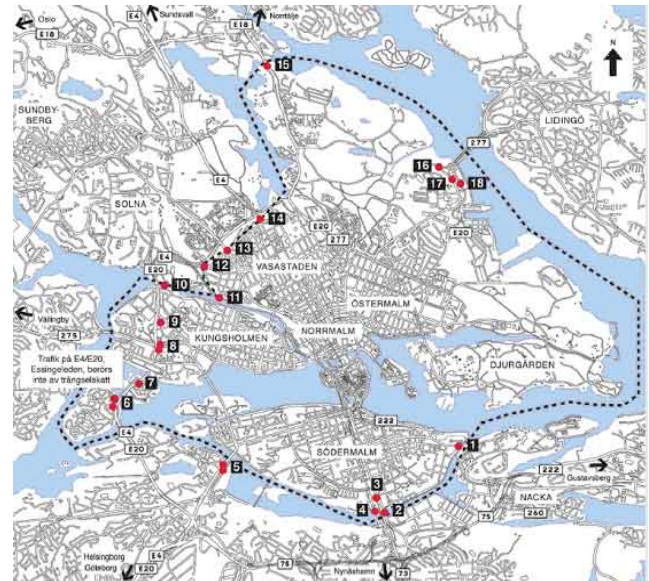 Oslo
E18
Sundsvall
E4
E18
Norrtälje
N
15
SUNDBY-
BERG
LIDINGÖ
277
16
17
18
E4
SOLNA
14
E20
277
E20
13
12
VASASTADEN
E4
E20
10
11
ÖSTERMALM
Vällingby
275
9
KUNGSHOLMEN
NORRMALM
8
Trafik på E4/E20,
Essingeleden, berörs
inte av trängselskatt
DJURGÅRDEN
7
6
222
E4
E20
SÖDERMALM
1
5
222
Gustavsberg
3
4
2
NACKA
75
260
E4
Helsingborg
Göteborg
E20
75
Nynäshamn
73